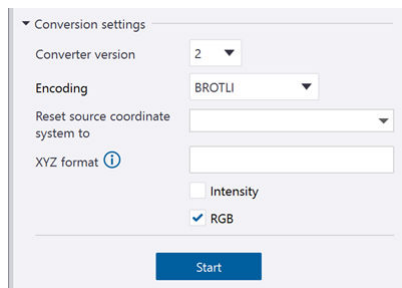 Conversion settings
Converter version 2
Encoding BROTLI
Reset source coordinate
system to
XYZ format
Intensity
RGB
Start